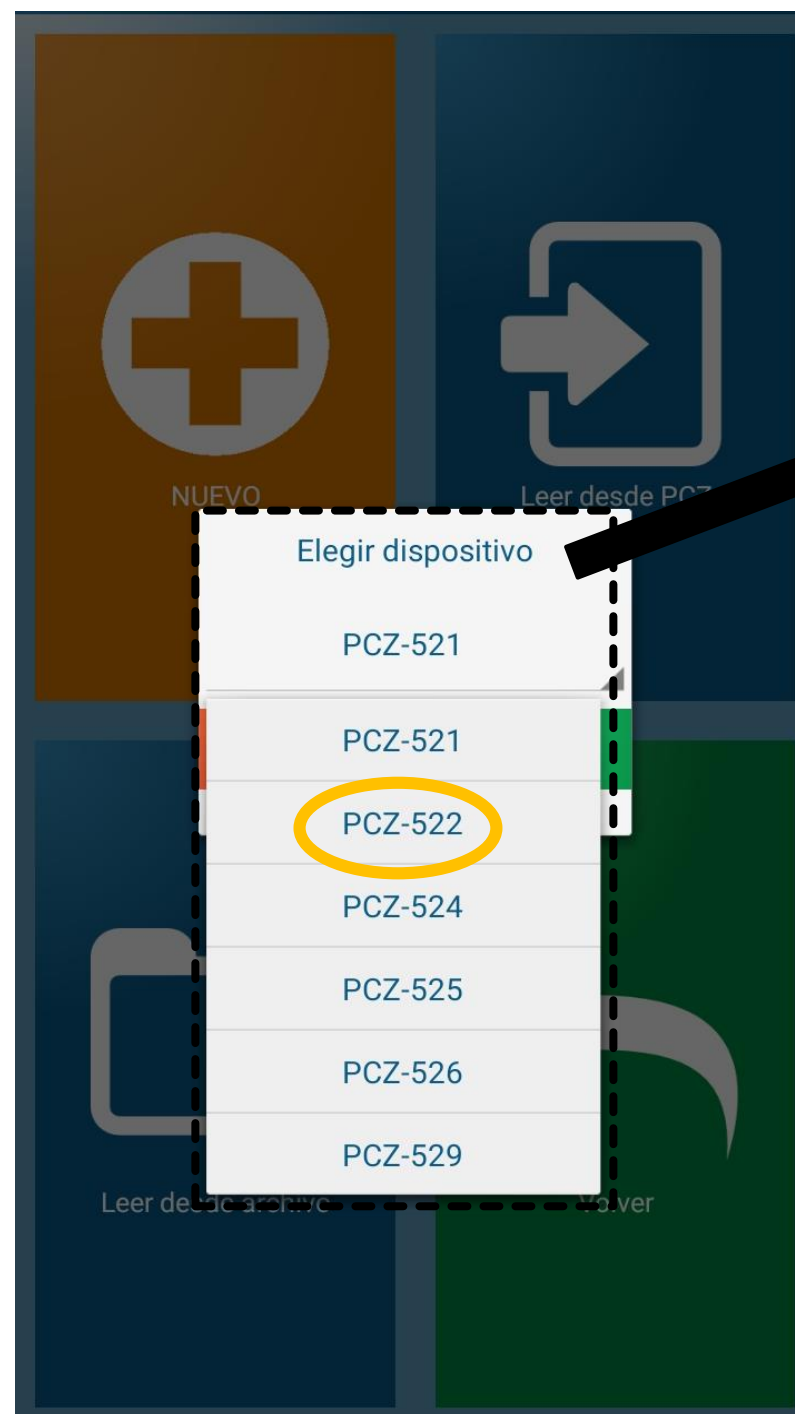 NUEVO
Leer desde PCZ
Elegir dispositivo
PCZ-521
PCZ-521
PCZ-522
PCZ-524
PCZ-525
PCZ-526
PCZ-529
Leer desde archivo
Volver